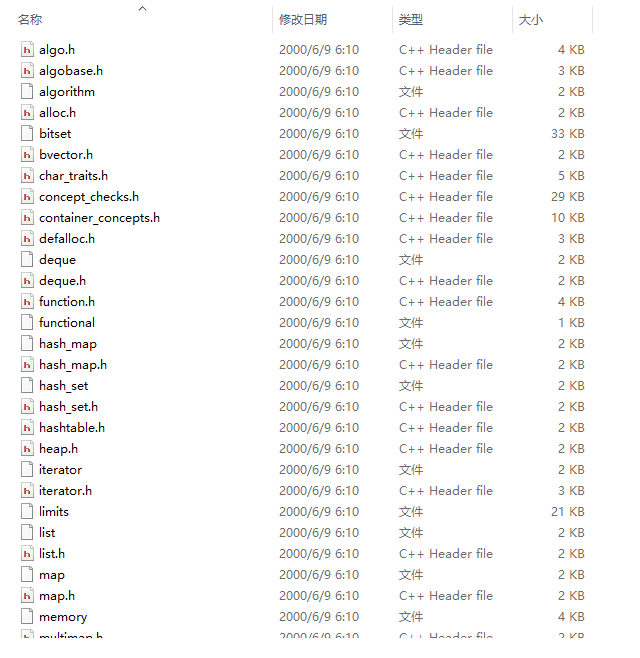 名称 修改日期 类型 大小
algo.h 2000/6/9 6:10 C++ Header file 4 KB
algobase.h 2000/6/9 6:10 C++ Header file 3 KB
algorithm 2000/6/9 6:10 文件 2 KB
alloc.h 2000/6/9 6:10 C++ Header file 2 KB
bitset 2000/6/9 6:10 文件 33 KB
bvector.h 2000/6/9 6:10 C++ Header file 2 KB
char_traits.h 2000/6/9 6:10 C++ Header file 5 KB
concept_checks.h 2000/6/9 6:10 C++ Header file 29 KB
container_concepts.h 2000/6/9 6:10 C++ Header file 10 KB
defalloc.h 2000/6/9 6:10 C++ Header file 3 KB
deque 2000/6/9 6:10 文件 2 KB
deque.h 2000/6/9 6:10 C++ Header file 2 KB
function.h 2000/6/9 6:10 C++ Header file 4 KB
functional 2000/6/9 6:10 文件 1 KB
hash_map 2000/6/9 6:10 文件 2 KB
hash_map.h 2000/6/9 6:10 C++ Header file 2 KB
hash_set 2000/6/9 6:10 文件 2 KB
hash_set.h 2000/6/9 6:10 C++ Header file 2 KB
hashtable.h 2000/6/9 6:10 C++ Header file 2 KB
heap.h 2000/6/9 6:10 C++ Header file 2 KB
iterator 2000/6/9 6:10 文件 2 KB
iterator.h 2000/6/9 6:10 C++ Header file 3 KB
limits 2000/6/9 6:10 文件 21 KB
list 2000/6/9 6:10 文件 2 KB
list.h 2000/6/9 6:10 C++ Header file 2 KB
map 2000/6/9 6:10 文件 2 KB
map.h 2000/6/9 6:10 C++ Header file 2 KB
memory 2000/6/9 6:10 文件 4 KB
multimap.h 2000/6/9 6:10 C++ Header file 2 KB